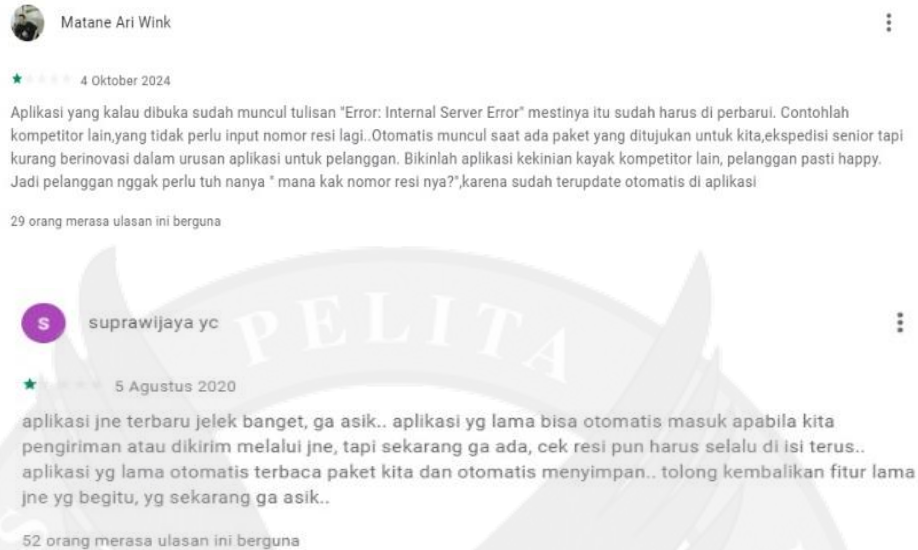 Matane Ari Wink
4 Oktober 2024
Aplikasi yang kalau dibuka sudah muncul tulisan "Error: Internal Server Error" mestinya itu sudah harus di perbarui. Contohlah
kompetitor lain,yang tidak perlu input nomor resi lagi..Otomatis muncul saat ada paket yang ditujukan untuk kita,ekspedisi senior tapi
kurang berinovasi dalam urusan aplikasi untuk pelanggan. Bikinlah aplikasi kekinian kayak kompetitor lain, pelanggan pasti happy.
Jadi pelanggan nggak perlu tuh nanya " mana kak nomor resi nya?",karena sudah terupdate otomatis di aplikasi
29 orang merasa ulasan ini berguna
PELITA
S
suprawijaya yc
5 Agustus 2020
aplikasi jne terbaru jelek banget, ga asik.. aplikasi yg lama bisa otomatis masuk apabila kita
pengiriman atau dikirim melalui jne, tapi sekarang ga ada, cek resi pun harus selalu di isi terus..
aplikasi yg lama otomatis terbaca paket kita dan otomatis menyimpan.. tolong kembalikan fitur lama
jne yg begitu, yg sekarang ga asik..
52 orang merasa ulasan ini berguna